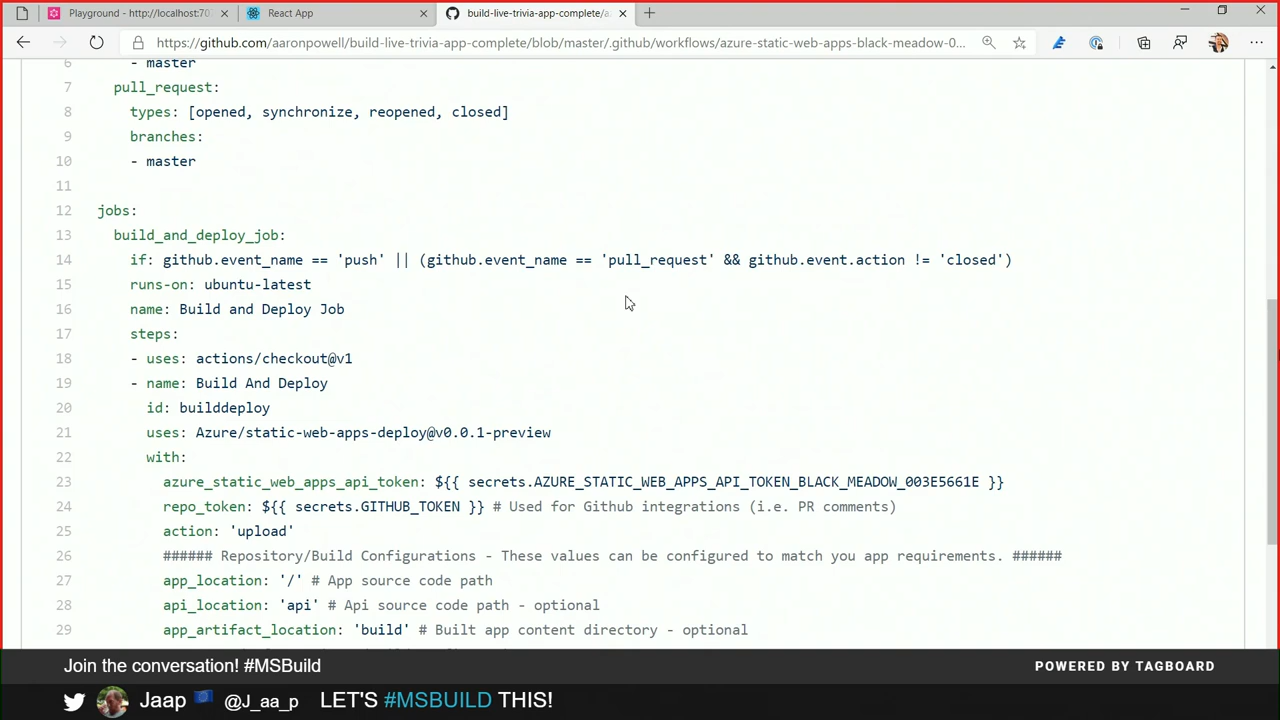 Playground - http://localhost:70
React App
build-live-trivia-app-complete/a
https://github.com/aaronpowell/build-live-trivia-app-complete/blob/master/.github/workflows/azure-static-web-apps-black-meadow-0...
6 - master
7 pull_request:
8 types: [opened, synchronize, reopened, closed]
9 branches:
10 - master
11
12 jobs:
13 build_and_deploy_job:
14 if: github.event_name == 'push' || (github.event_name == 'pull_request' && github.event.action != 'closed')
15 runs-on: ubuntu-latest
16 name: Build and Deploy Job
17 steps:
18 - uses: actions/checkout@v1
19 - name: Build And Deploy
20 id: builddeploy
21 uses: Azure/static-web-apps-deploy@v0.0.1-preview
22 with:
23 azure_static_web_apps_api_token: ${{ secrets.AZURE_STATIC_WEB_APPS_API_TOKEN_BLACK_MEADOW_003E5661E }}
24 repo_token: ${{ secrets.GITHUB_TOKEN }} # Used for Github integrations (i.e. PR comments)
25 action: 'upload'
26 ###### Repository/Build Configurations - These values can be configured to match you app requirements. ######
27 app_location: '/' # App source code path
28 api_location: 'api' # Api source code path - optional
29 app_artifact_location: 'build' # Built app content directory - optional
Join the conversation! #MSBuild
POWERED BY TAGBOARD
Jaap 🇪🇺 @J_aa_p LET'S #MSBUILD THIS!